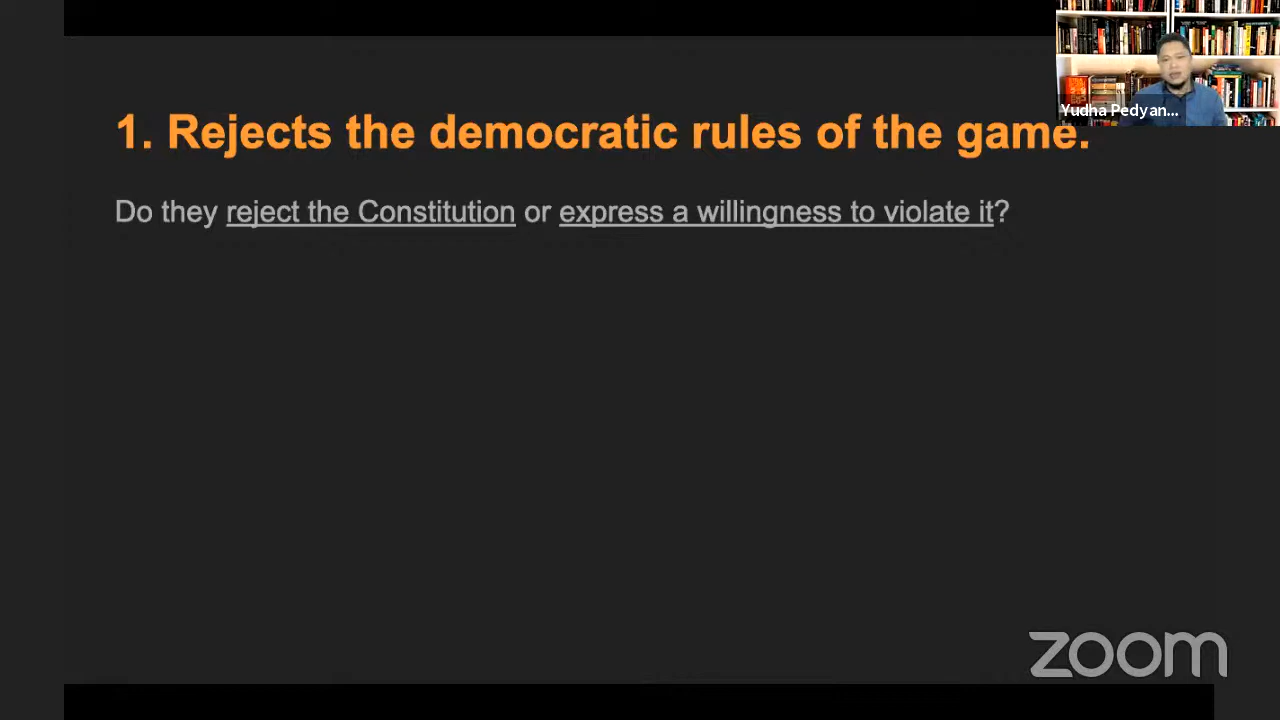 Yudha Pedyan...
1. Rejects the democratic rules of the game.
Do they reject the Constitution or express a willingness to violate it?
zoom